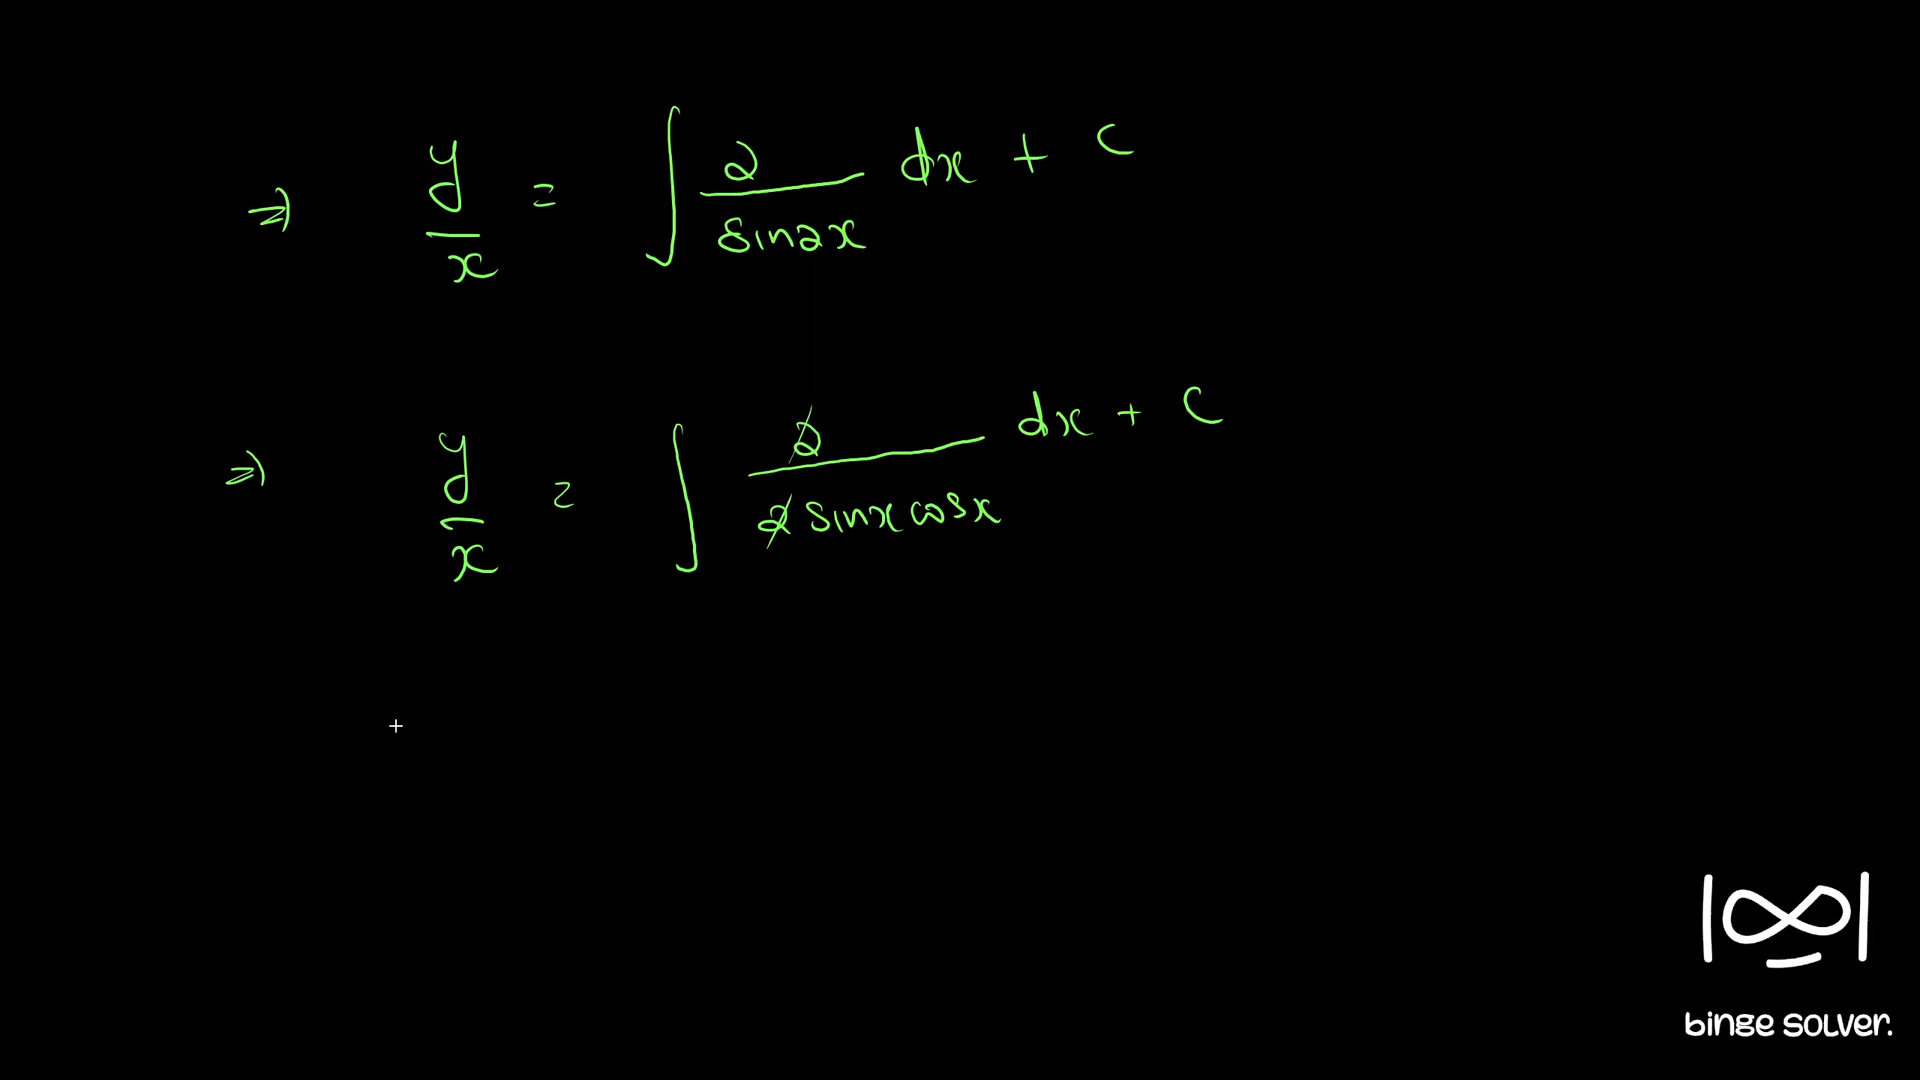 ⇒ y/x = ∫ 2/sin2x dx + c
⇒ y/x = ∫ 2/2 sinx cosx dx + c
binge solver.